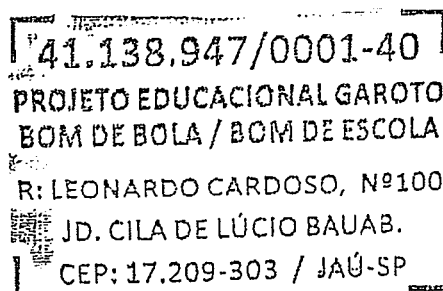 41.138.947/0001-40
PROJETO EDUCACIONAL GAROTO
BOM DE BOLA / BOM DE ESCOLA
R: LEONARDO CARDOSO, Nº100
JD. CILA DE LÚCIO BAUAB.
CEP: 17.209-303 / JAÚ-SP